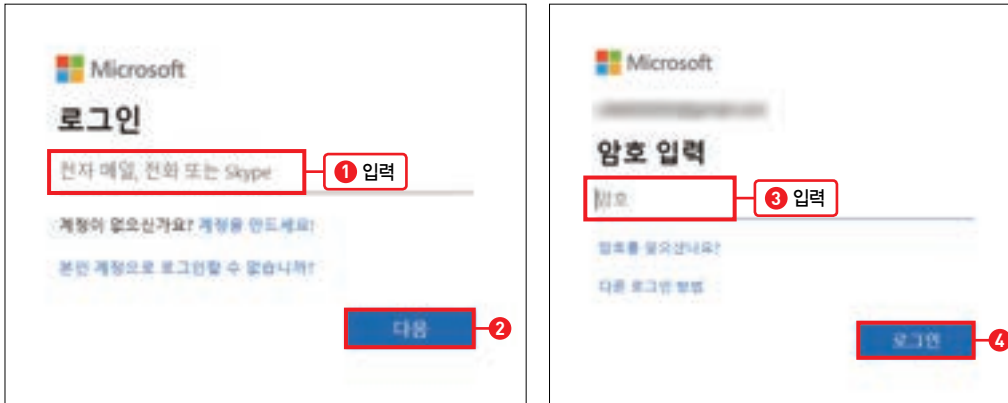 Microsoft
로그인
전자 메일, 전화 또는 Skype
1 입력
계정이 없으신가요? 계정을 만드세요!
본인 계정으로 로그인할 수 없습니까?
다음
2
Microsoft
암호 입력
암호
3 입력
암호를 잊으셨나요?
다른 로그인 방법
로그인
4